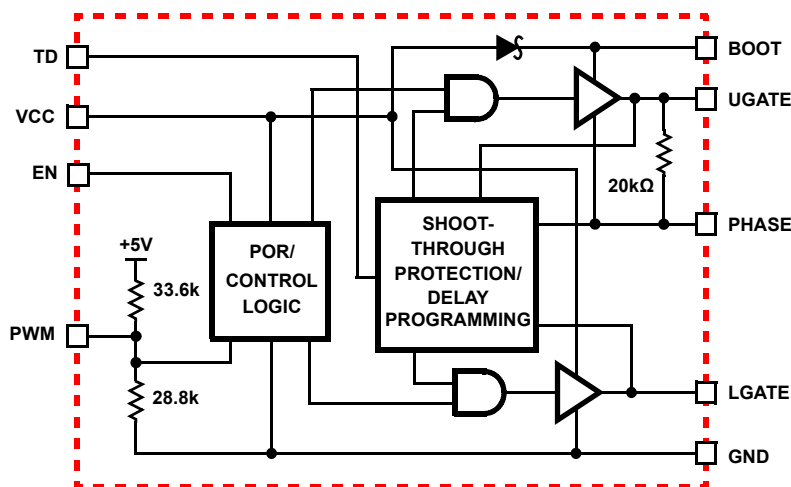 TD
VCC
EN
+5V
33.6k
PWM
28.8k
POR/
CONTROL
LOGIC
SHOOT-
THROUGH
PROTECTION/
DELAY
PROGRAMMING
20kΩ
BOOT
UGATE
PHASE
LGATE
GND